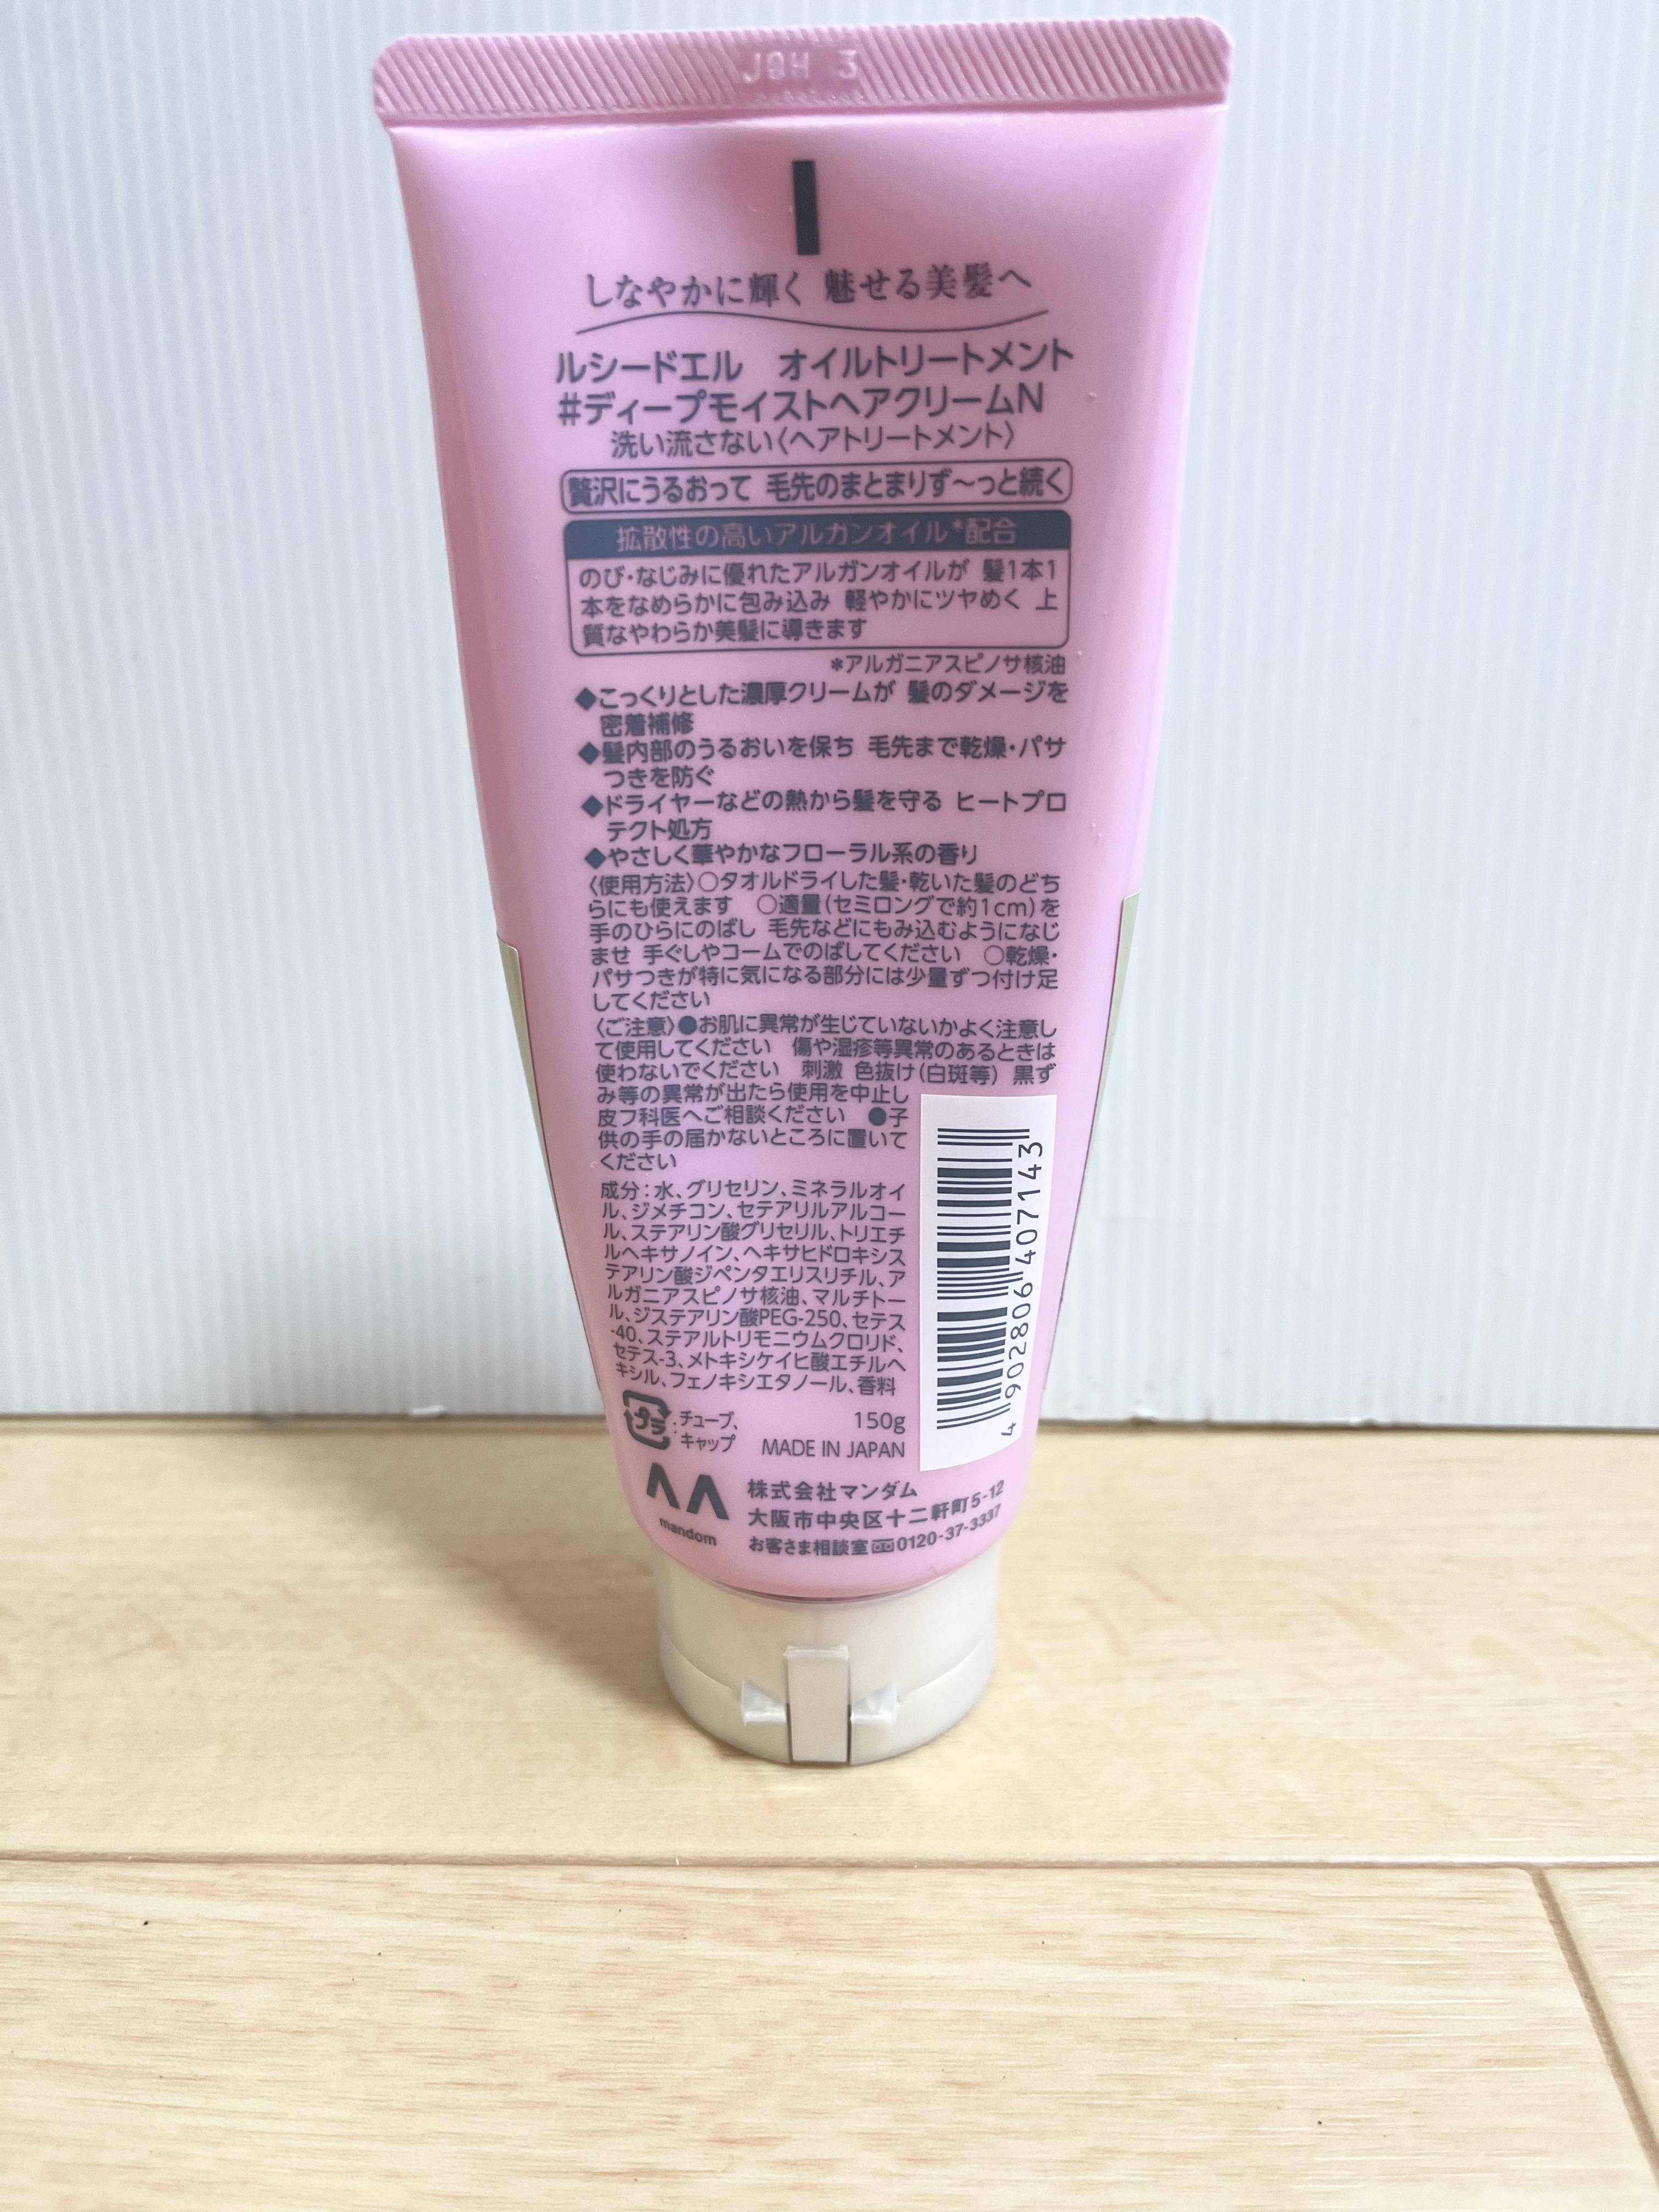 J9H 3
しなやかに輝く 魅せる美髪へ
ルシードエル　オイルトリートメント
#ディープモイストヘアクリームN
洗い流さない〈ヘアトリートメント〉
贅沢にうるおって 毛先のまとまりず〜っと続く
拡散性の高いアルガンオイル*配合
のび・なじみに優れたアルガンオイルが 髪1本1
本をなめらかに包み込み 軽やかにツヤめく 上
質なやわらか美髪に導きます
*アルガニアスピノサ核油
◆こっくりとした濃厚クリームが 髪のダメージを
密着補修
◆髪内部のうるおいを保ち 毛先まで乾燥・パサ
つきを防ぐ
◆ドライヤーなどの熱から髪を守る ヒートプロ
テクト処方
◆やさしく華やかなフローラル系の香り
〈使用方法〉○タオルドライした髪・乾いた髪のどち
らにも使えます　○適量(セミロングで約1cm)を
手のひらにのばし 毛先などにもみ込むようになじ
ませ 手ぐしやコームでのばしてください　○乾燥・
パサつきが特に気になる部分には少量ずつ付け足
してください
〈ご注意〉●お肌に異常が生じていないかよく注意し
て使用してください　傷や湿疹等異常のあるときは
使わないでください　刺激 色抜け(白斑等) 黒ず
み等の異常が出たら使用を中止し
皮フ科医へご相談ください　●子
供の手の届かないところに置いて
ください
成分:水、グリセリン、ミネラルオイ
ル、ジメチコン、セテアリルアルコー
ル、ステアリン酸グリセリル、トリエチ
ルヘキサノイン、ヘキサヒドロキシス
テアリン酸ジペンタエリスリチル、ア
ルガニアスピノサ核油、マルチトー
ル、ジステアリン酸PEG-250、セテス
-40、ステアルトリモニウムクロリド、
セテス-3、メトキシケイヒ酸エチルヘ
キシル、フェノキシエタノール、香料
4 902806 407143
プラ
:チューブ、
キャップ
150g
MADE IN JAPAN
mandom
株式会社マンダム
大阪市中央区十二軒町5-12
お客さま相談室 0120-37-3337